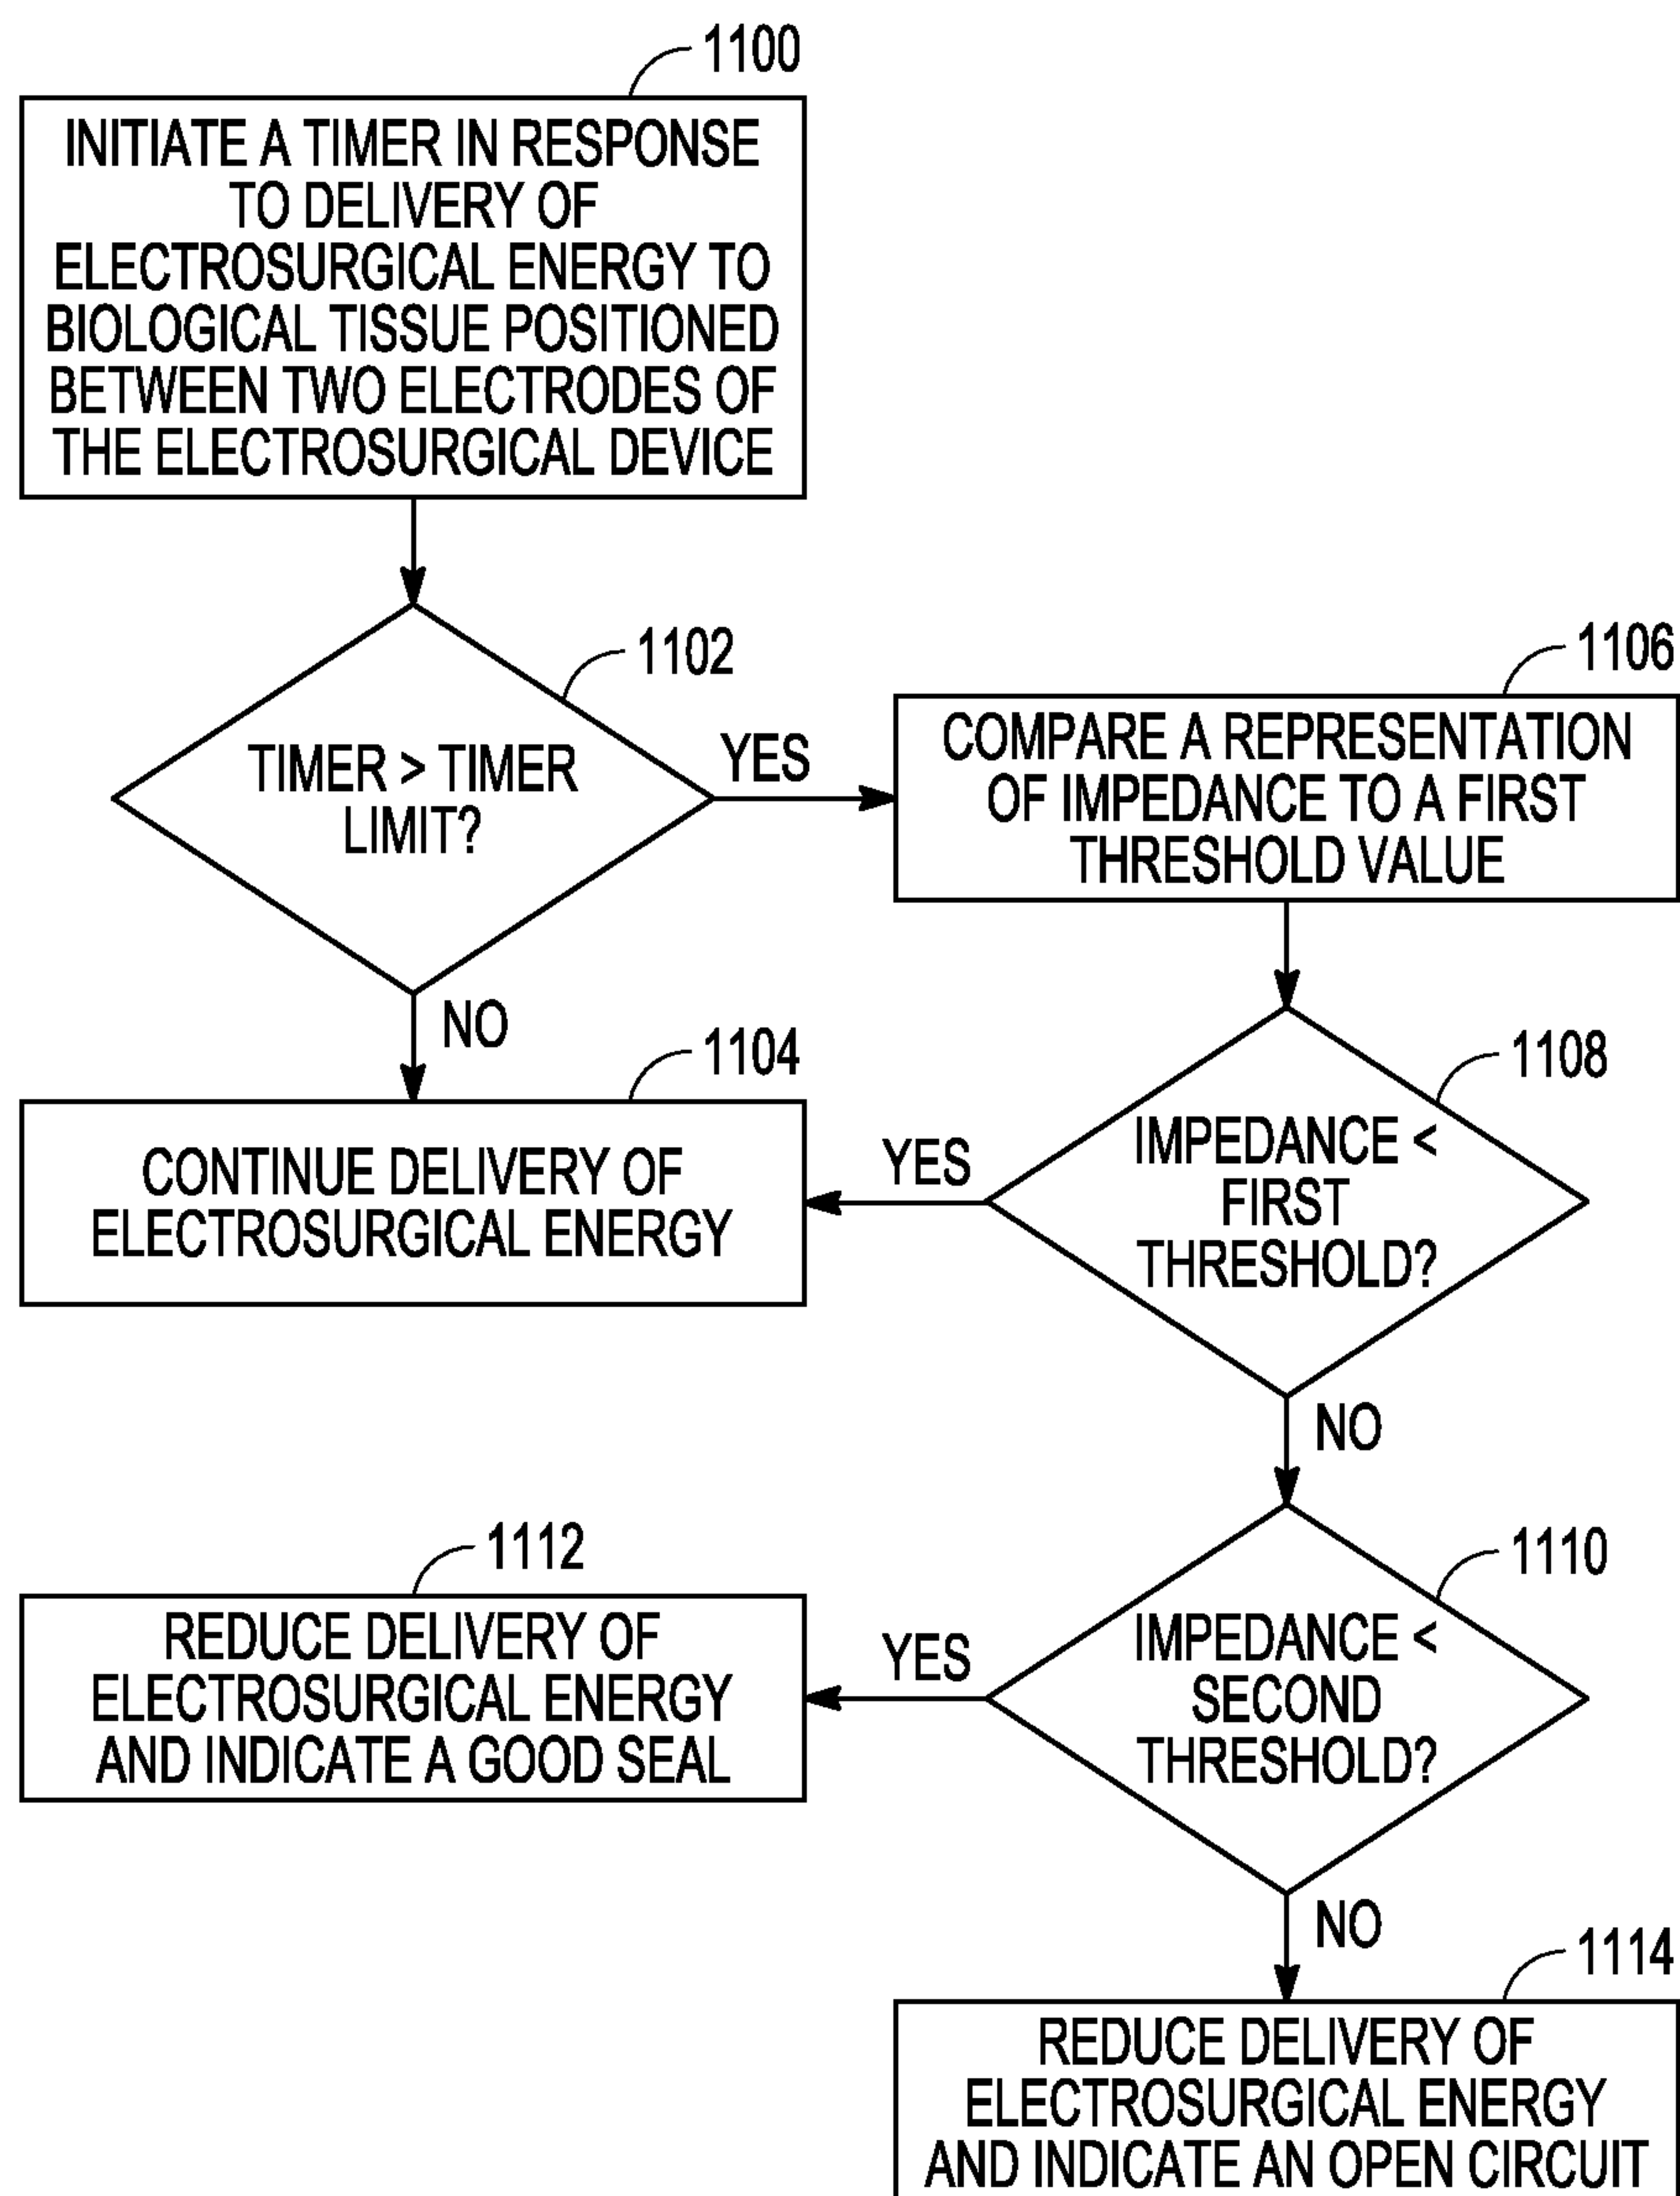 1100
INITIATE A TIMER IN RESPONSE
TO DELIVERY OF
ELECTROSURGICAL ENERGY TO
BIOLOGICAL TISSUE POSITIONED
BETWEEN TWO ELECTRODES OF
THE ELECTROSURGICAL DEVICE
1102
TIMER > TIMER
LIMIT?
YES
NO
1106
COMPARE A REPRESENTATION
OF IMPEDANCE TO A FIRST
THRESHOLD VALUE
1104
CONTINUE DELIVERY OF
ELECTROSURGICAL ENERGY
1108
IMPEDANCE <
FIRST
THRESHOLD?
YES
NO
1110
IMPEDANCE <
SECOND
THRESHOLD?
YES
NO
1112
REDUCE DELIVERY OF
ELECTROSURGICAL ENERGY
AND INDICATE A GOOD SEAL
1114
REDUCE DELIVERY OF
ELECTROSURGICAL ENERGY
AND INDICATE AN OPEN CIRCUIT